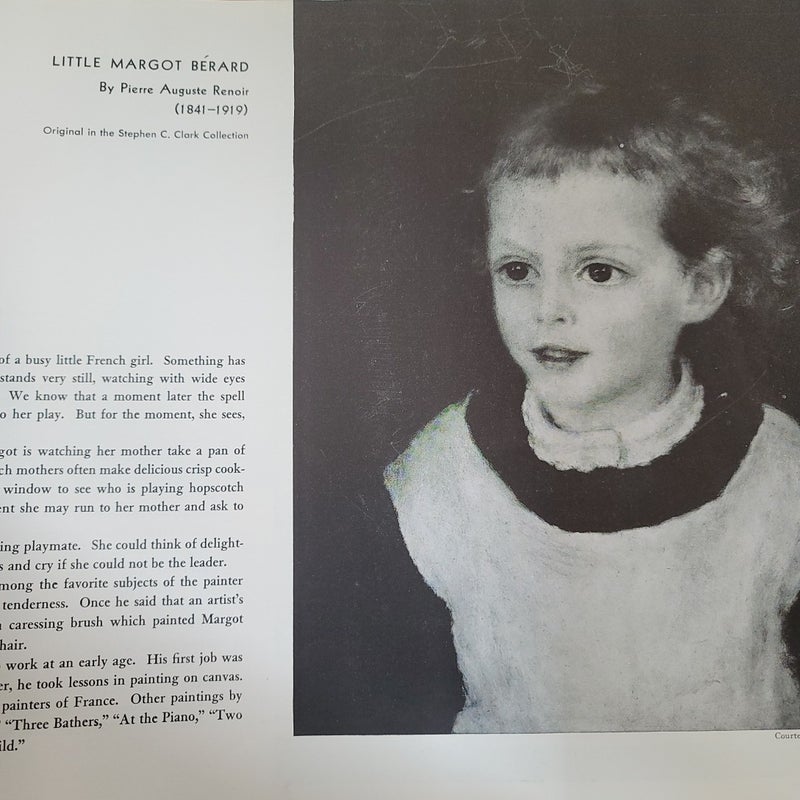 LITTLE MARGOT BÉRARD
By Pierre Auguste Renoir
(1841–1919)
Original in the Stephen C. Clark Collection
of a busy little French girl. Something has
stands very still, watching with wide eyes
We know that a moment later the spell
o her play. But for the moment, she sees,
got is watching her mother take a pan of
ch mothers often make delicious crisp cook-
window to see who is playing hopscotch
ent she may run to her mother and ask to
ing playmate. She could think of delight-
s and cry if she could not be the leader.
mong the favorite subjects of the painter
tenderness. Once he said that an artist's
caressing brush which painted Margot
hair.
work at an early age. His first job was
er, he took lessons in painting on canvas.
painters of France. Other paintings by
" "Three Bathers," "At the Piano," "Two
ild."
Courte